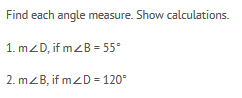 Find each angle measure. Show calculations.
1. m∠D, if m∠B = 55°
2. m∠B, if m∠D = 120°